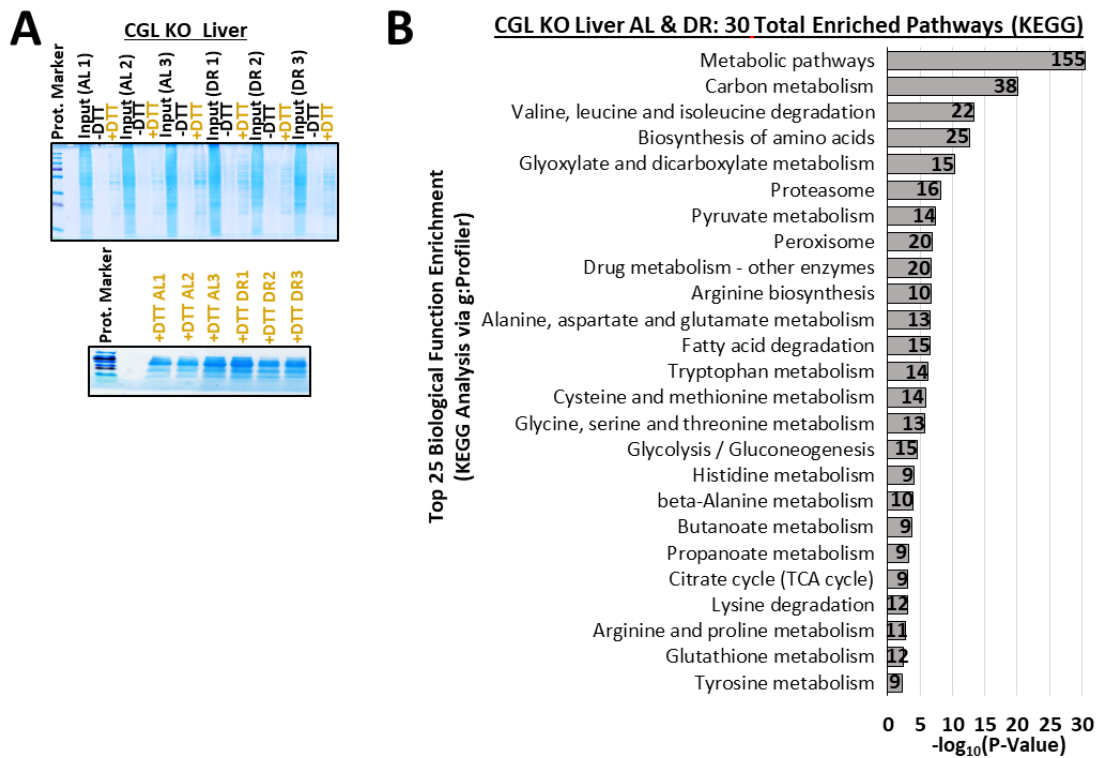 A
CGL KO Liver
Prot. Marker
Input (AL 1)
-DTT
+DTT
Input (AL 2)
-DTT
+DTT
Input (AL 3)
-DTT
+DTT
Input (DR 1)
-DTT
+DTT
Input (DR 2)
-DTT
+DTT
Input (DR 3)
-DTT
+DTT
Prot. Marker
+DTT AL1
+DTT AL2
+DTT AL3
+DTT DR1
+DTT DR2
+DTT DR3
B
CGL KO Liver AL & DR: 30 Total Enriched Pathways (KEGG)
Top 25 Biological Function Enrichment
(KEGG Analysis via g:Profiler)
Metabolic pathways 155
Carbon metabolism 38
Valine, leucine and isoleucine degradation 22
Biosynthesis of amino acids 25
Glyoxylate and dicarboxylate metabolism 15
Proteasome 16
Pyruvate metabolism 14
Peroxisome 20
Drug metabolism - other enzymes 20
Arginine biosynthesis 10
Alanine, aspartate and glutamate metabolism 13
Fatty acid degradation 15
Tryptophan metabolism 14
Cysteine and methionine metabolism 14
Glycine, serine and threonine metabolism 13
Glycolysis / Gluconeogenesis 15
Histidine metabolism 9
beta-Alanine metabolism 10
Butanoate metabolism 9
Propanoate metabolism 9
Citrate cycle (TCA cycle) 9
Lysine degradation 12
Arginine and proline metabolism 11
Glutathione metabolism 12
Tyrosine metabolism 9
0 5 10 15 20 25 30
-log₁₀(P-Value)